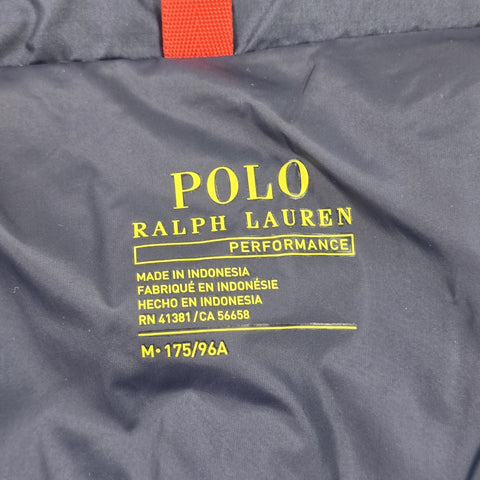 POLO
RALPH LAUREN
PERFORMANCE
MADE IN INDONESIA
FABRIQUÉ EN INDONÉSIE
HECHO EN INDONESIA
RN 41381 / CA 56658
M• 175/96A